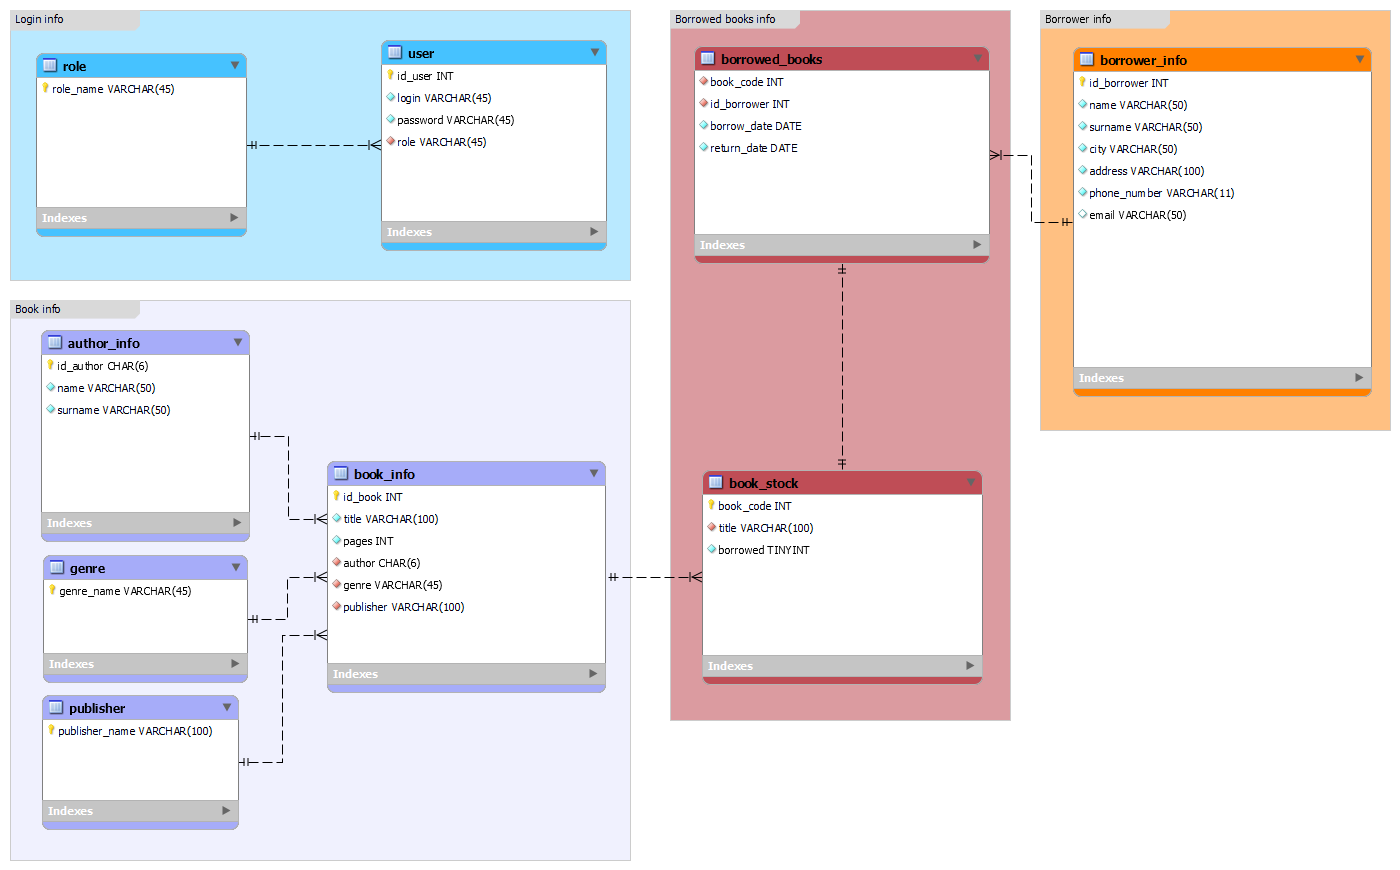 Login info
role
role_name VARCHAR(45)
Indexes
user
id_user INT
login VARCHAR(45)
password VARCHAR(45)
role VARCHAR(45)
Indexes
Book info
author_info
id_author CHAR(6)
name VARCHAR(50)
surname VARCHAR(50)
Indexes
genre
genre_name VARCHAR(45)
Indexes
publisher
publisher_name VARCHAR(100)
Indexes
book_info
id_book INT
title VARCHAR(100)
pages INT
author CHAR(6)
genre VARCHAR(45)
publisher VARCHAR(100)
Indexes
Borrowed books info
borrowed_books
book_code INT
id_borrower INT
borrow_date DATE
return_date DATE
Indexes
book_stock
book_code INT
title VARCHAR(100)
borrowed TINYINT
Indexes
Borrower info
borrower_info
id_borrower INT
name VARCHAR(50)
surname VARCHAR(50)
city VARCHAR(50)
address VARCHAR(100)
phone_number VARCHAR(11)
email VARCHAR(50)
Indexes